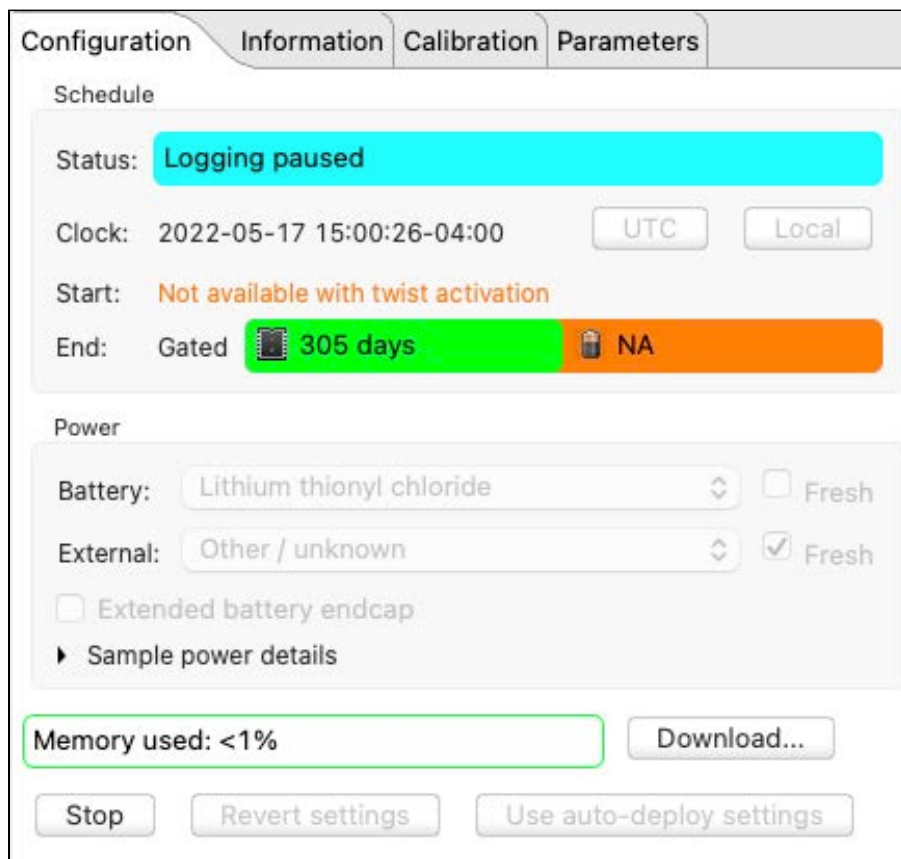 Configuration Information Calibration Parameters
Schedule
Status: Logging paused
Clock: 2022-05-17 15:00:26-04:00 UTC Local
Start: Not available with twist activation
End: Gated 305 days NA
Power
Battery: Lithium thionyl chloride Fresh
External: Other / unknown Fresh
Extended battery endcap
Sample power details
Memory used: <1% Download...
Stop Revert settings Use auto-deploy settings